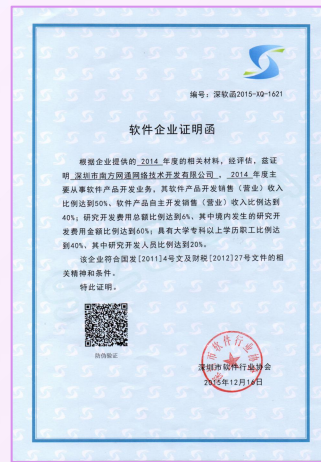 编号：深软函2015-XQ-1621
软件企业证明函
根据企业提供的 2014 年度的相关材料，经评估，兹证
明 深圳市南方网通网络技术开发有限公司 ，2014 年度主
要从事软件产品开发业务，其软件产品开发销售（营业）收入
比例达到50%、软件产品自主开发销售（营业）收入比例达到
40%；研究开发费用总额比例达到6%、其中境内发生的研究开
发费用金额比例达到60%；具有大学专科以上学历职工比例达
到40%、其中研究开发人员比例达到20%。
该企业符合国发[2011]4号文及财税[2012]27号文件的相
关精神和条件。
特此证明。
防伪验证
深圳市软件行业协会
2015年12月16日